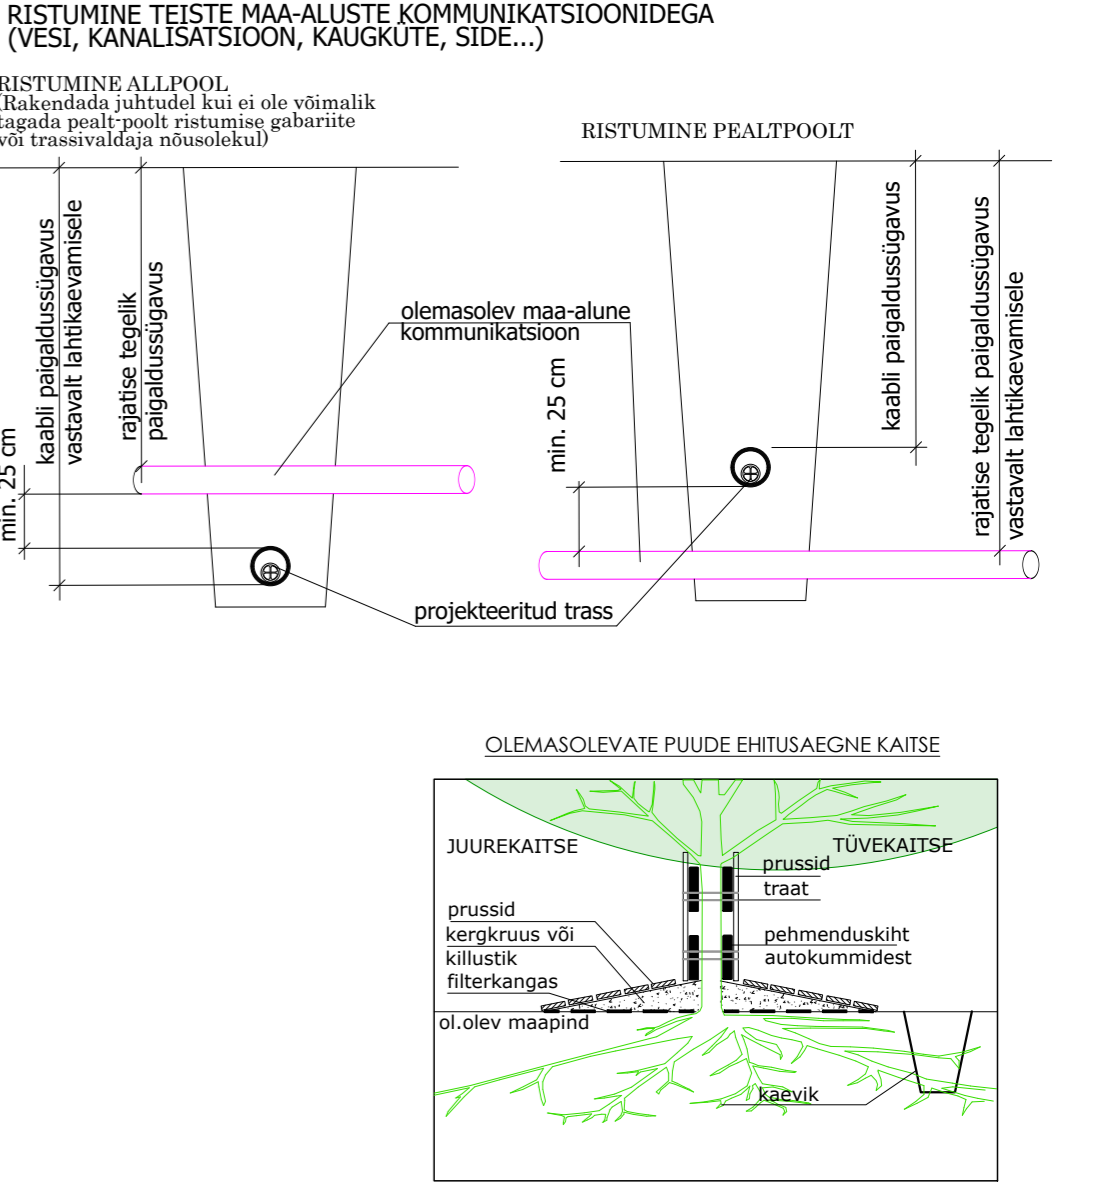 RISTUMINE TEISTE MAA-ALUSTE KOMMUNIKATSIOONIDEGA
(VESI, KANALISATSIOON, KAUGKÜTE, SIDE...)
RISTUMINE ALLPOOL
(Rakendada juhtudel kui ei ole võimalik
tagada pealt-poolt ristumise gabariite
või trassivaldaja nõusolekul)
RISTUMINE PEALTPOOLT
min. 25 cm
kaabli paigaldussügavus
vastavalt lahtikaevamisele
rajatise tegelik
paigaldussügavus
olemasolev maa-alune
kommunikatsioon
min. 25 cm
kaabli paigaldussügavus
rajatise tegelik paigaldussügavus
vastavalt lahtikaevamisele
projekteeritud trass
OLEMASOLEVATE PUUDE EHITUSAEGNE KAITSE
JUUREKAITSE
TÜVEKAITSE
prussid
traat
prussid
kergkruus või
killustik
filterkangas
pehmenduskiht
autokummidest
ol.olev maapind
kaevik